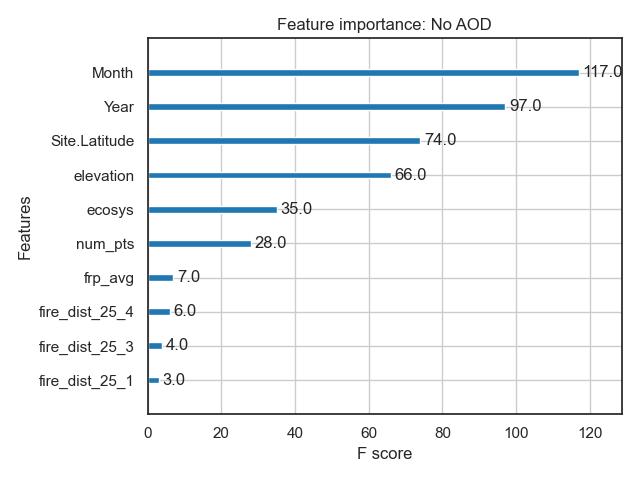 Feature importance: No AOD
Month 117.0
Year 97.0
Site.Latitude 74.0
elevation 66.0
ecosys 35.0
num_pts 28.0
frp_avg 7.0
fire_dist_25_4 6.0
fire_dist_25_3 4.0
fire_dist_25_1 3.0
Features
0 20 40 60 80 100 120
F score